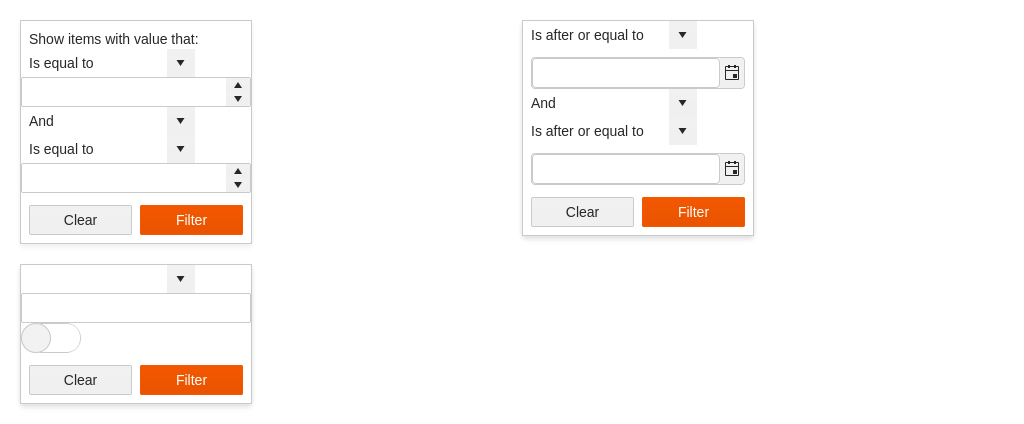 Show items with value that:
Is equal to
And
Is equal to
Clear Filter
Is after or equal to
And
Is after or equal to
Clear Filter
Clear Filter